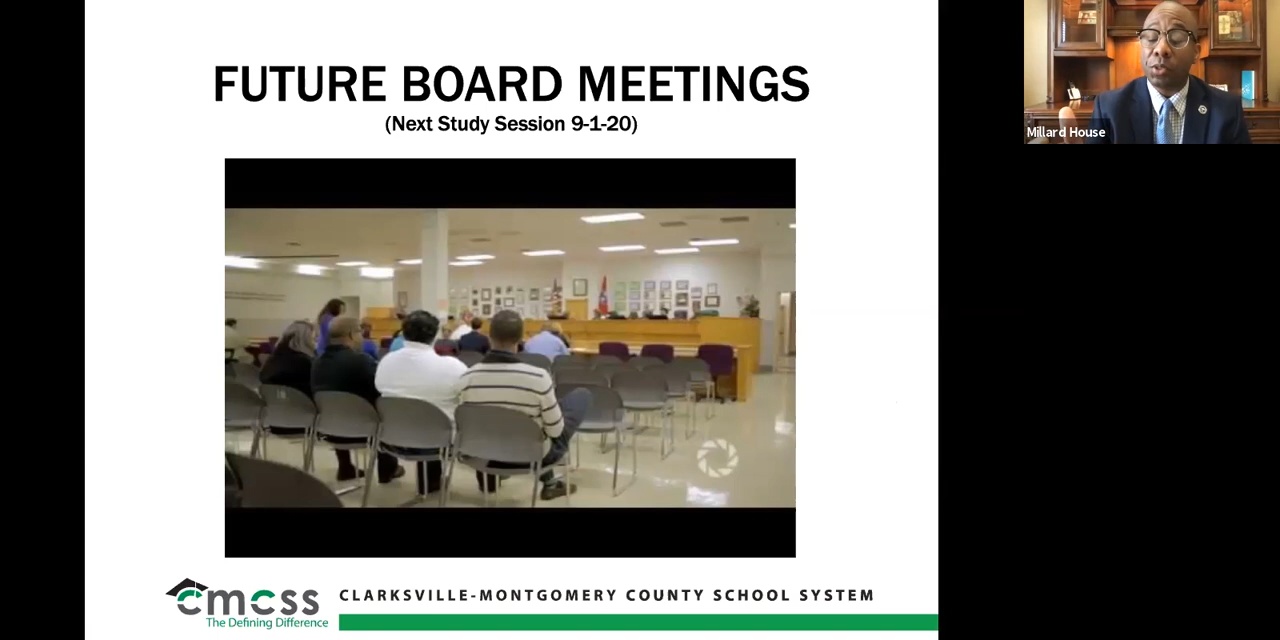 FUTURE BOARD MEETINGS
(Next Study Session 9-1-20)
Millard House
cmcss
The Defining Difference
CLARKSVILLE-MONTGOMERY COUNTY SCHOOL SYSTEM